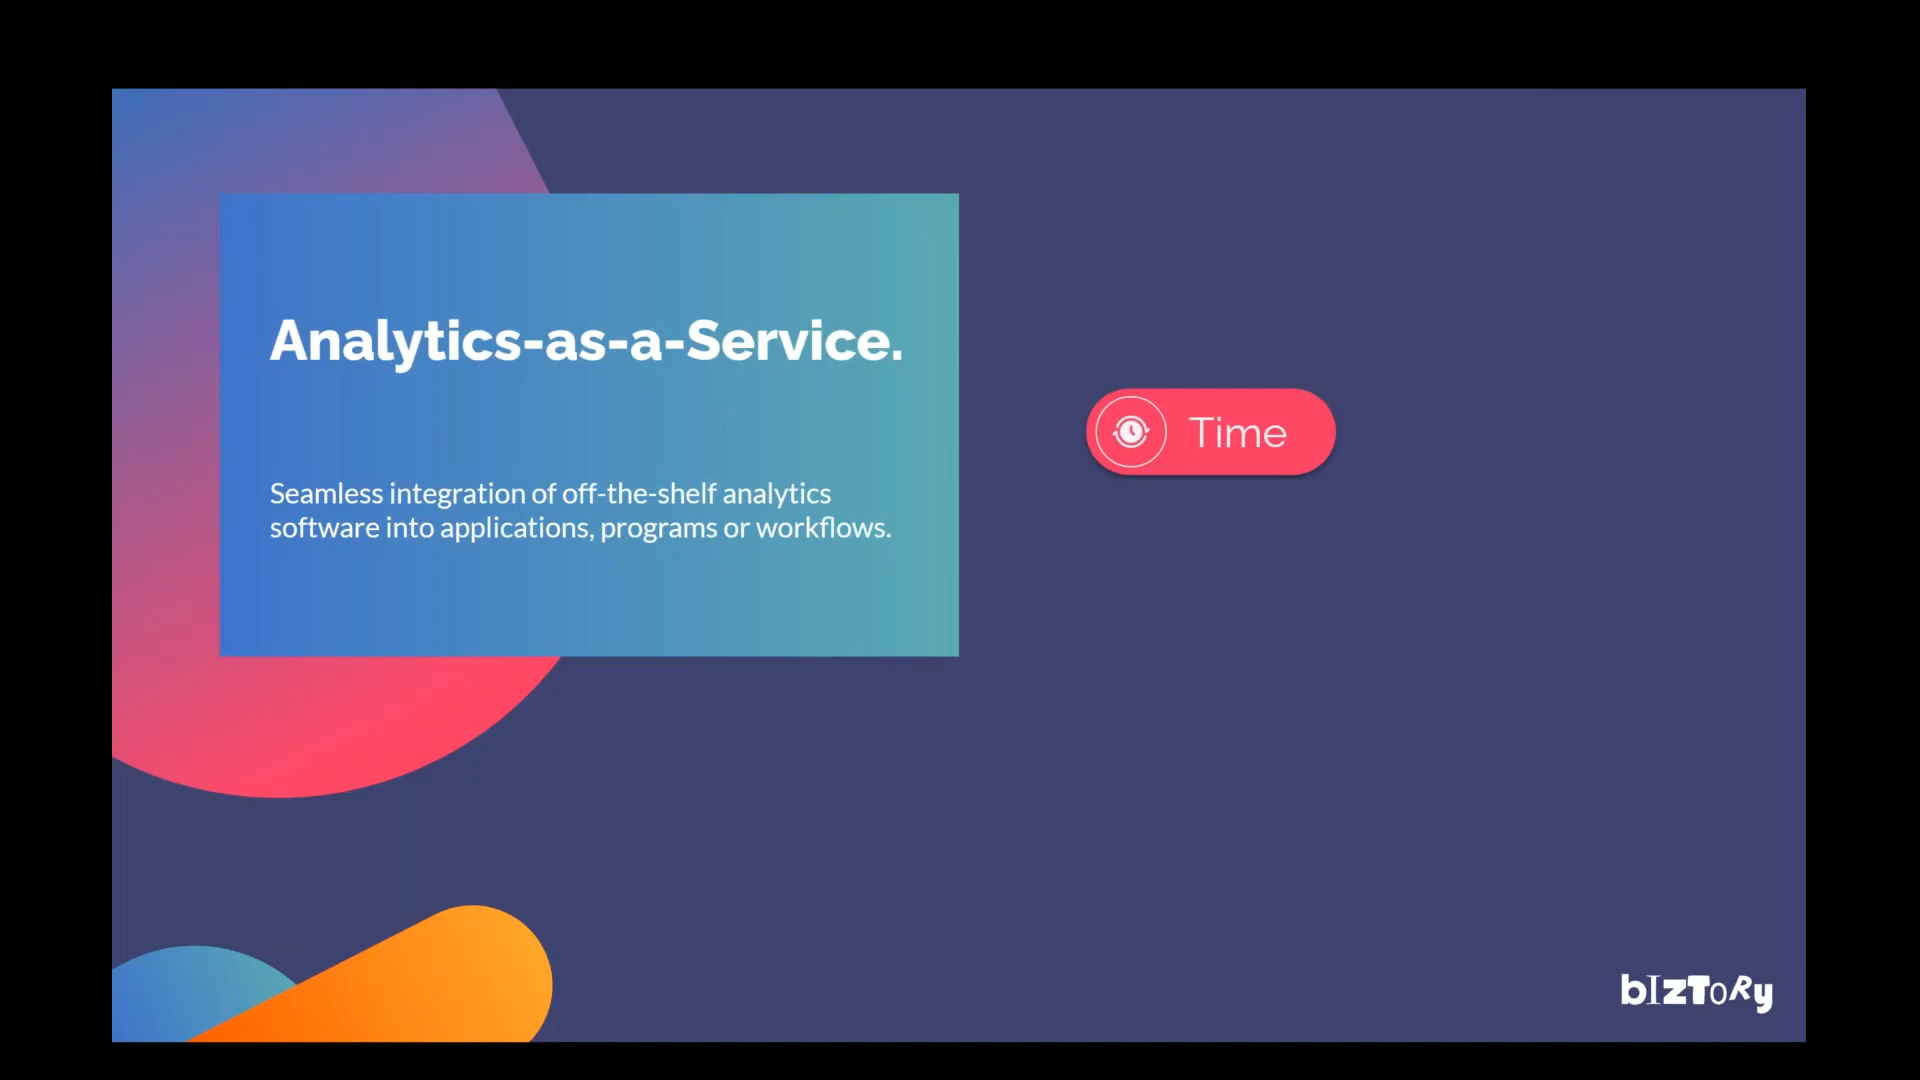 Analytics-as-a-Service.
Seamless integration of off-the-shelf analytics
software into applications, programs or workflows.
Time
bIzToRy